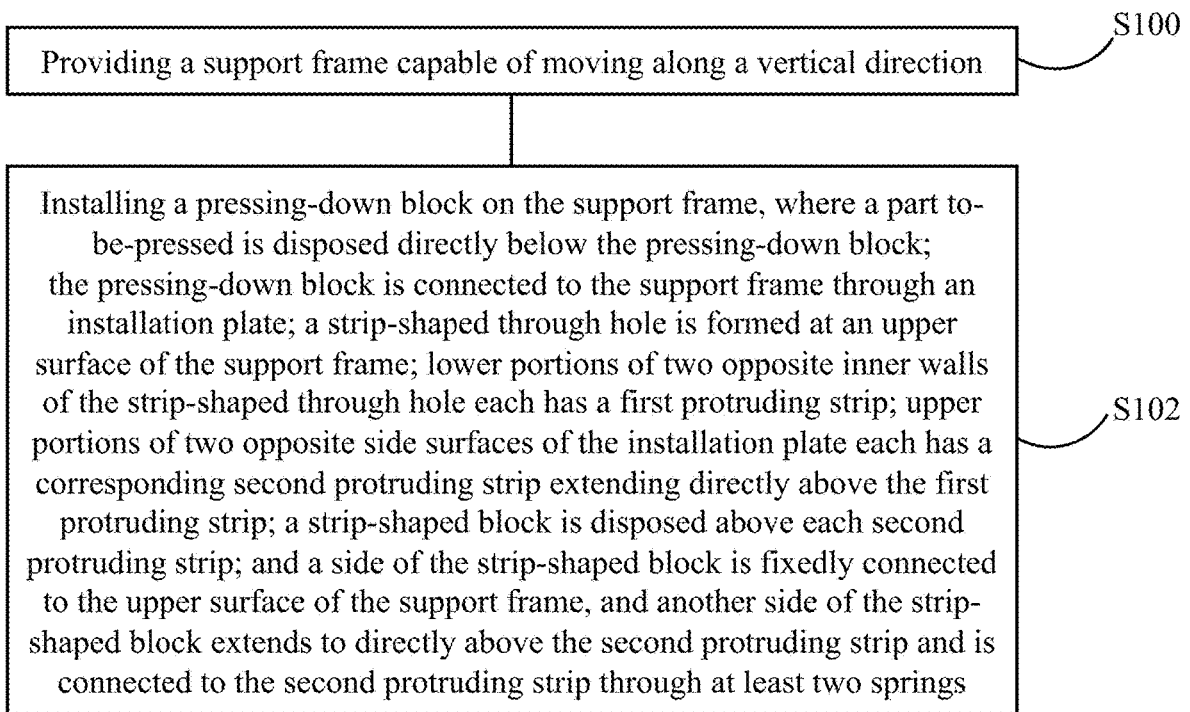 S100
Providing a support frame capable of moving along a vertical direction
Installing a pressing-down block on the support frame, where a part to-
be-pressed is disposed directly below the pressing-down block;
the pressing-down block is connected to the support frame through an
installation plate; a strip-shaped through hole is formed at an upper
surface of the support frame; lower portions of two opposite inner walls
of the strip-shaped through hole each has a first protruding strip; upper
portions of two opposite side surfaces of the installation plate each has a
corresponding second protruding strip extending directly above the first
protruding strip; a strip-shaped block is disposed above each second
protruding strip; and a side of the strip-shaped block is fixedly connected
to the upper surface of the support frame, and another side of the strip-
shaped block extends to directly above the second protruding strip and is
connected to the second protruding strip through at least two springs
S102